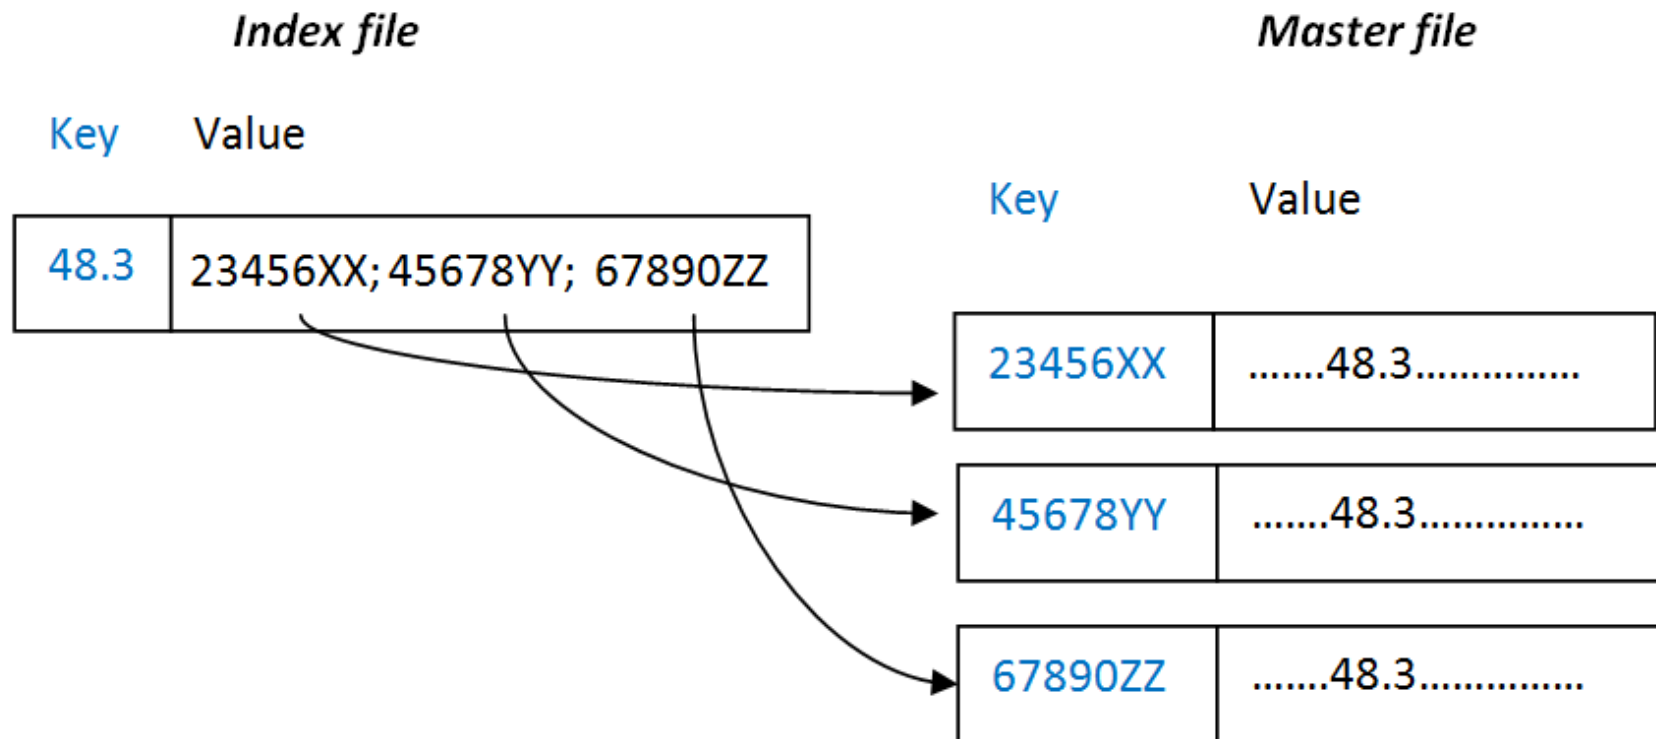 Index file
Master file
Key Value
Key Value
48.3 23456XX; 45678YY; 67890ZZ
23456XX .......48.3...............
45678YY .......48.3...............
67890ZZ .......48.3...............